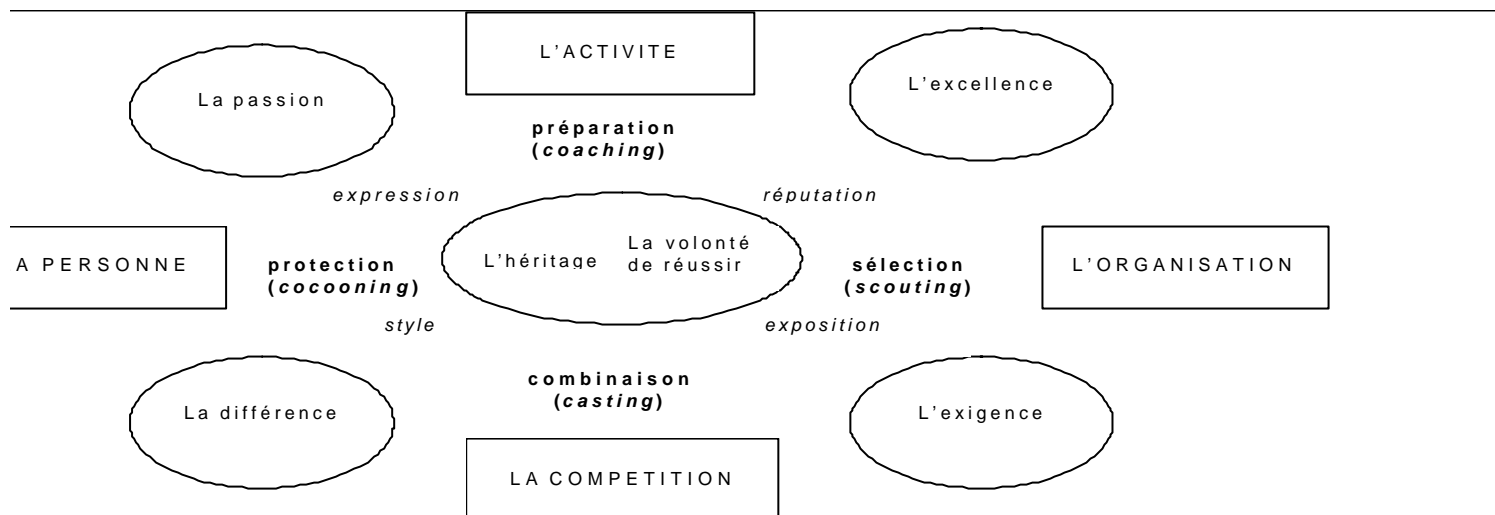 L'ACTIVITE
La passion
L'excellence
préparation
(coaching)
expression
réputation
A PERSONNE
protection
(cocooning)
L'héritage
La volonté
de réussir
sélection
(scouting)
L'ORGANISATION
style
exposition
combinaison
(casting)
La différence
L'exigence
LA COMPETITION